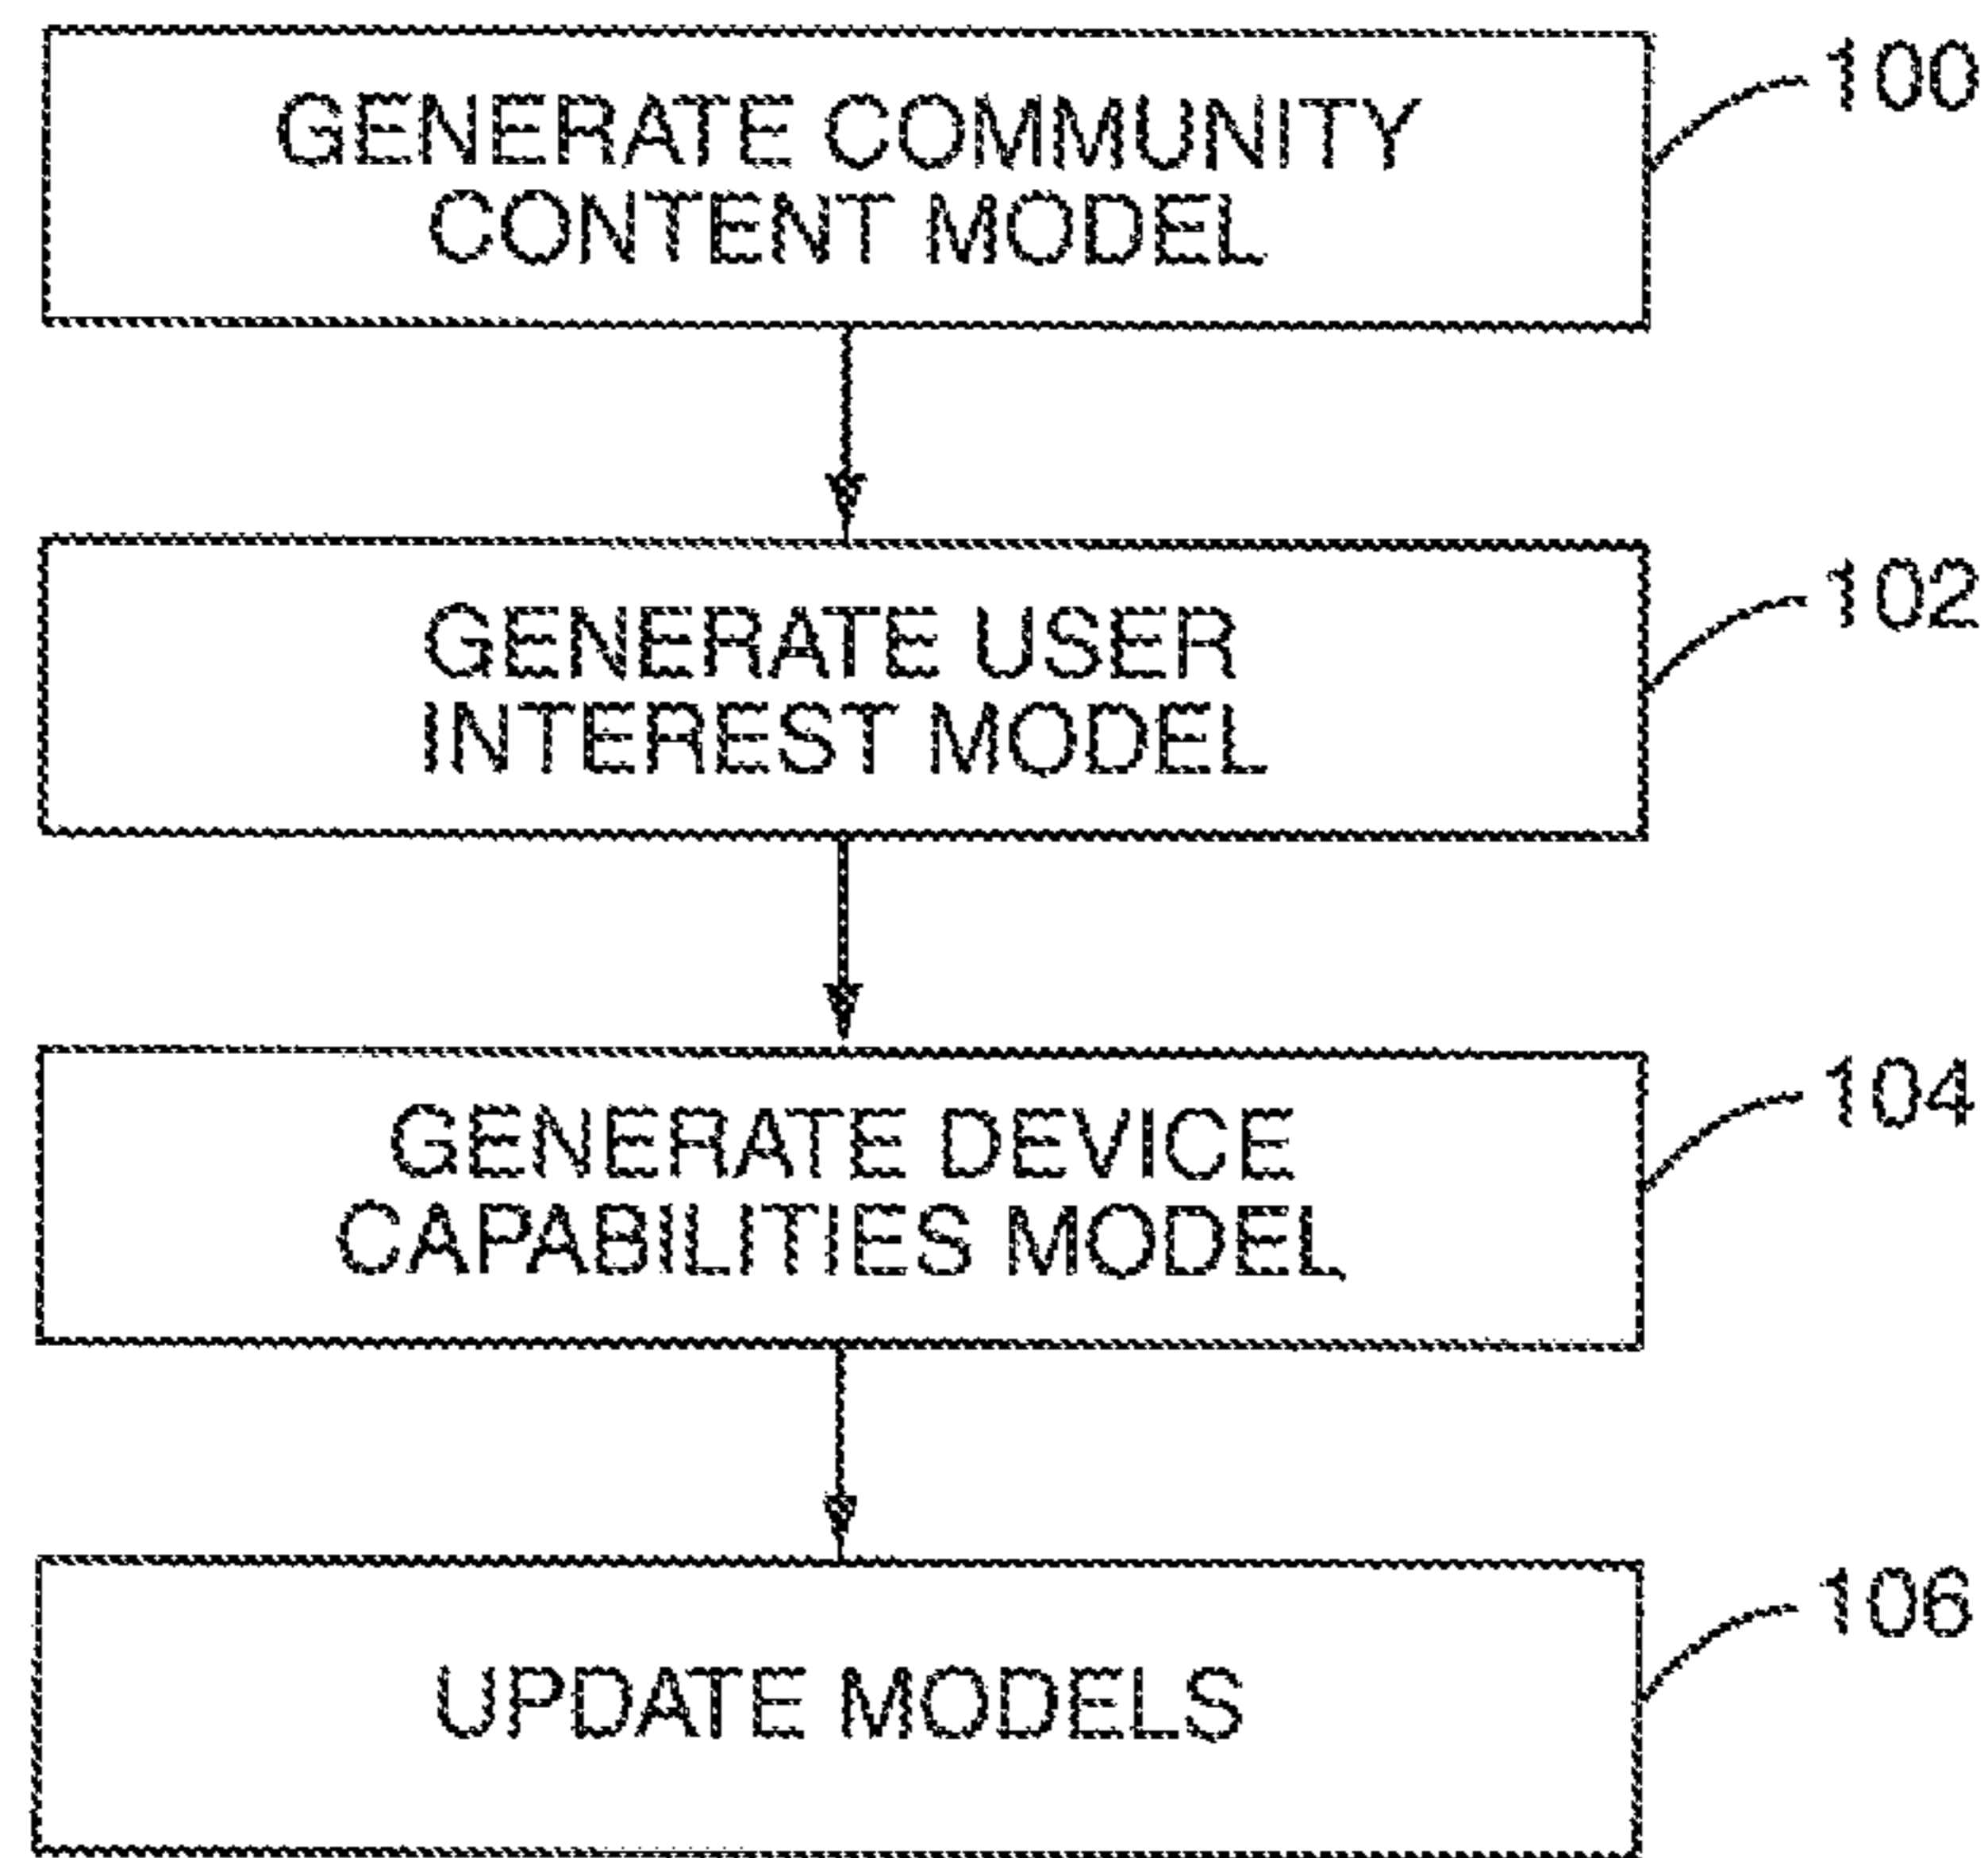 GENERATE COMMUNITY
CONTENT MODEL
100
GENERATE USER
INTEREST MODEL
102
GENERATE DEVICE
CAPABILITIES MODEL
104
UPDATE MODELS
106